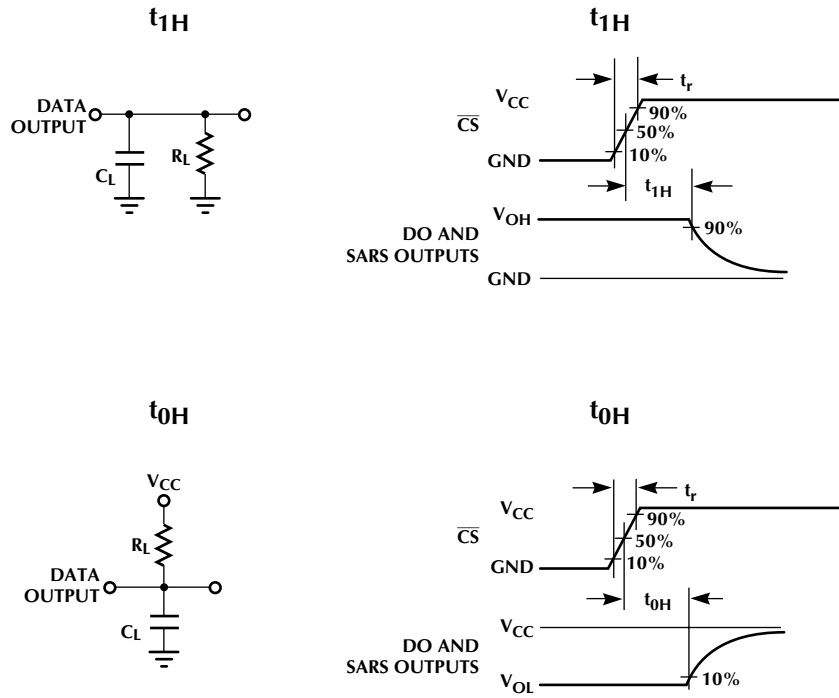 t1H
DATA
OUTPUT
CL
RL
t1H
tr
VCC
CS
90%
50%
10%
GND
t1H
VOH
90%
DO AND
SARS OUTPUTS
GND
t0H
VCC
RL
DATA
OUTPUT
CL
t0H
tr
VCC
CS
90%
50%
10%
GND
t0H
VCC
DO AND
SARS OUTPUTS
10%
VOL